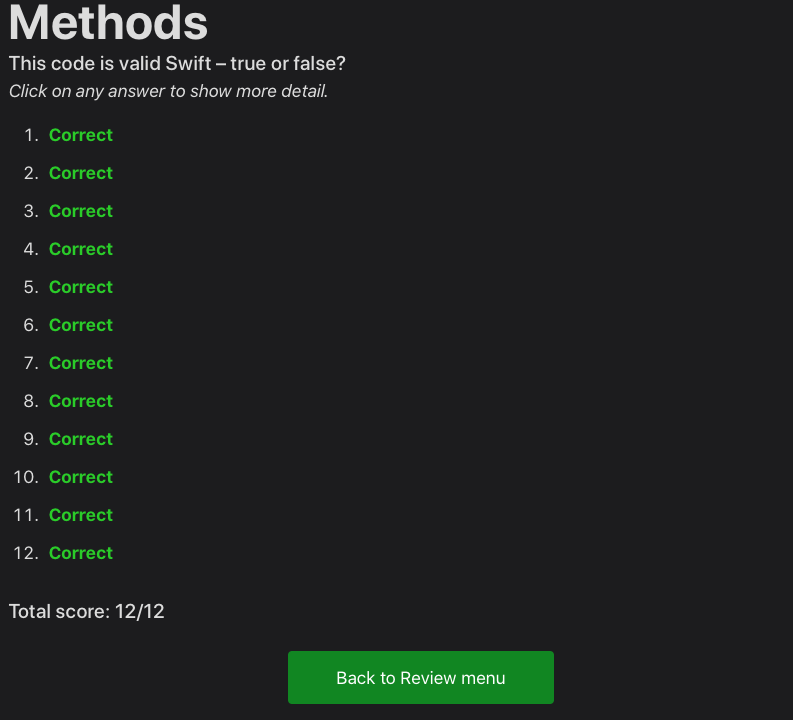 Methods
This code is valid Swift – true or false?
Click on any answer to show more detail.
1. Correct
2. Correct
3. Correct
4. Correct
5. Correct
6. Correct
7. Correct
8. Correct
9. Correct
10. Correct
11. Correct
12. Correct
Total score: 12/12
Back to Review menu